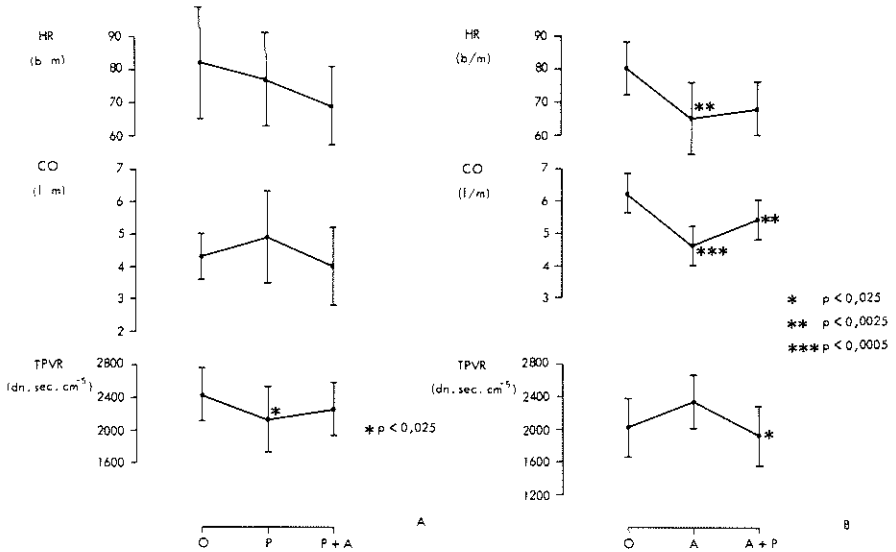 HR
(b m)
90
80
70
60
CO
(l m)
7
6
5
4
3
2
TPVR
(dn. sec. cm⁻⁵)
2800
2400
2000
1600
*
* p < 0,025
O P P + A
A
HR
(b/m)
90
80
70
60
**
CO
(l/m)
7
6
5
4
3
***
**
* p < 0,025
** p < 0,0025
*** p < 0,0005
TPVR
(dn. sec. cm⁻⁵)
2800
2400
2000
1600
1200
*
O A A + P
B